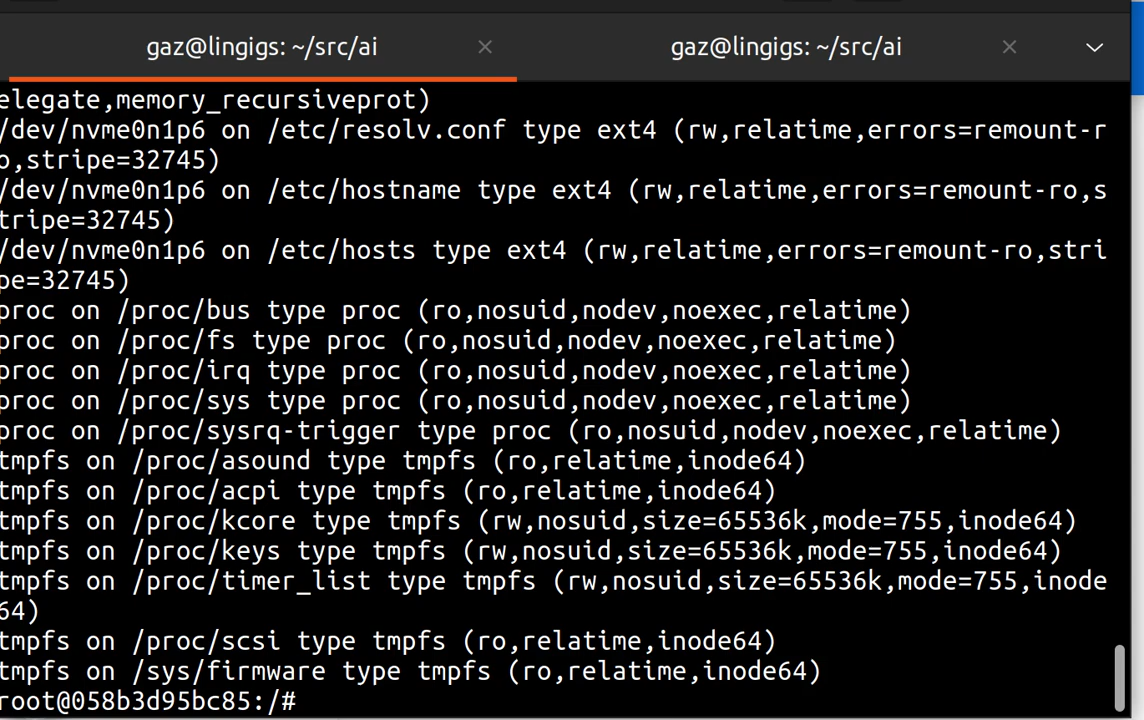 gaz@lingigs: ~/src/ai
gaz@lingigs: ~/src/ai
elegate,memory_recursiveprot)
/dev/nvme0n1p6 on /etc/resolv.conf type ext4 (rw,relatime,errors=remount-r
o,stripe=32745)
/dev/nvme0n1p6 on /etc/hostname type ext4 (rw,relatime,errors=remount-ro,s
tripe=32745)
/dev/nvme0n1p6 on /etc/hosts type ext4 (rw,relatime,errors=remount-ro,stri
pe=32745)
proc on /proc/bus type proc (ro,nosuid,nodev,noexec,relatime)
proc on /proc/fs type proc (ro,nosuid,nodev,noexec,relatime)
proc on /proc/irq type proc (ro,nosuid,nodev,noexec,relatime)
proc on /proc/sys type proc (ro,nosuid,nodev,noexec,relatime)
proc on /proc/sysrq-trigger type proc (ro,nosuid,nodev,noexec,relatime)
tmpfs on /proc/asound type tmpfs (ro,relatime,inode64)
tmpfs on /proc/acpi type tmpfs (ro,relatime,inode64)
tmpfs on /proc/kcore type tmpfs (rw,nosuid,size=65536k,mode=755,inode64)
tmpfs on /proc/keys type tmpfs (rw,nosuid,size=65536k,mode=755,inode64)
tmpfs on /proc/timer_list type tmpfs (rw,nosuid,size=65536k,mode=755,inode
64)
tmpfs on /proc/scsi type tmpfs (ro,relatime,inode64)
tmpfs on /sys/firmware type tmpfs (ro,relatime,inode64)
root@058b3d95bc85:/#